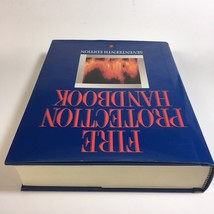 FIRE
PROTECTION
HANDBOOK
SEVENTEENTH EDITION